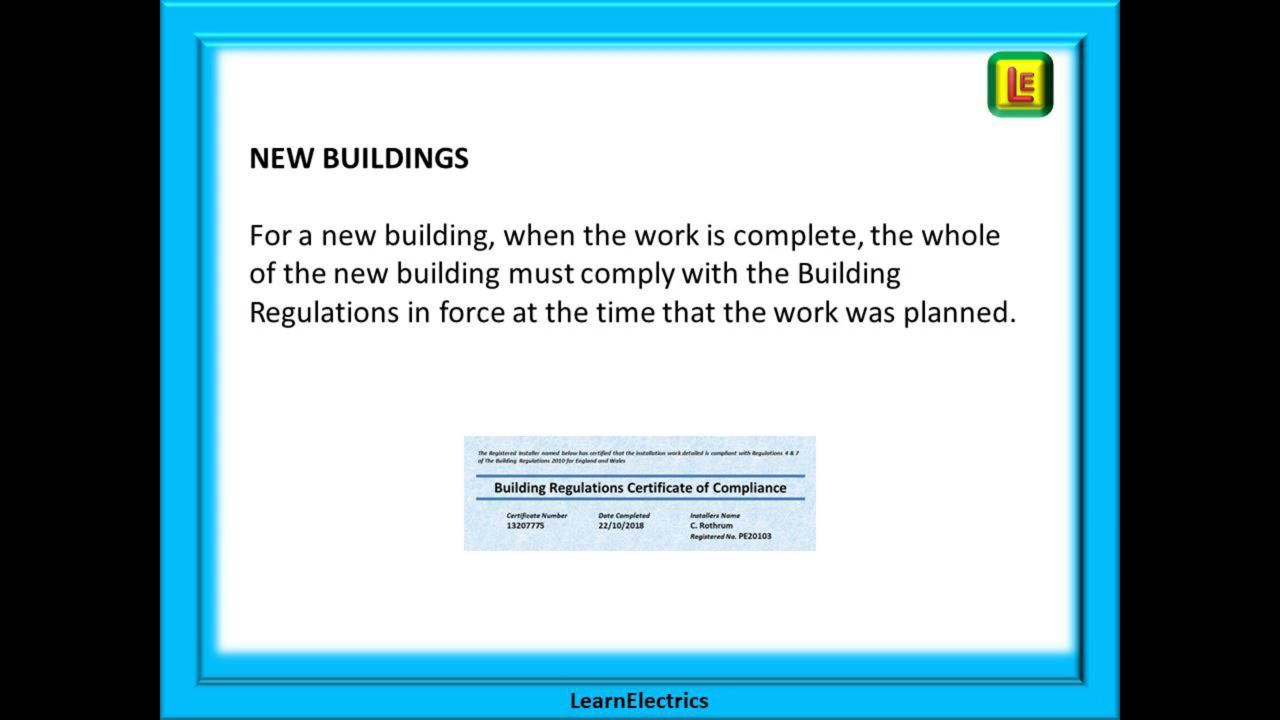 LE
NEW BUILDINGS
For a new building, when the work is complete, the whole
of the new building must comply with the Building
Regulations in force at the time that the work was planned.
The Registered Installer named below has certified that the installation work detailed is compliant with Regulations 4 & 7
of The Building Regulations 2010 for England and Wales
Building Regulations Certificate of Compliance
Certificate Number Date Completed Installers Name
13207775 22/10/2018 C. Rothrum
Registered No. PE20103
LearnElectrics